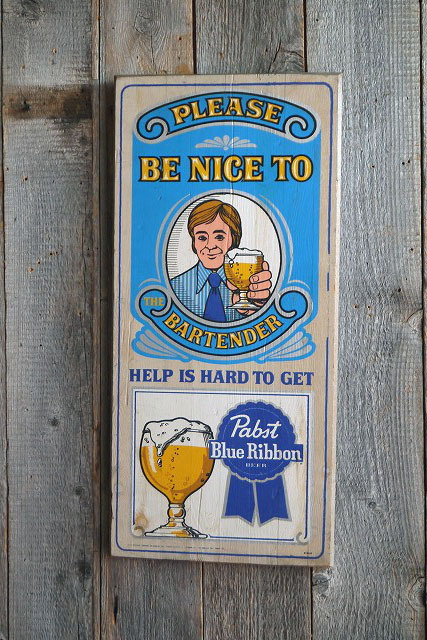 PLEASE
BE NICE TO
THE
BARTENDER
HELP IS HARD TO GET
Pabst
Blue Ribbon
BEER